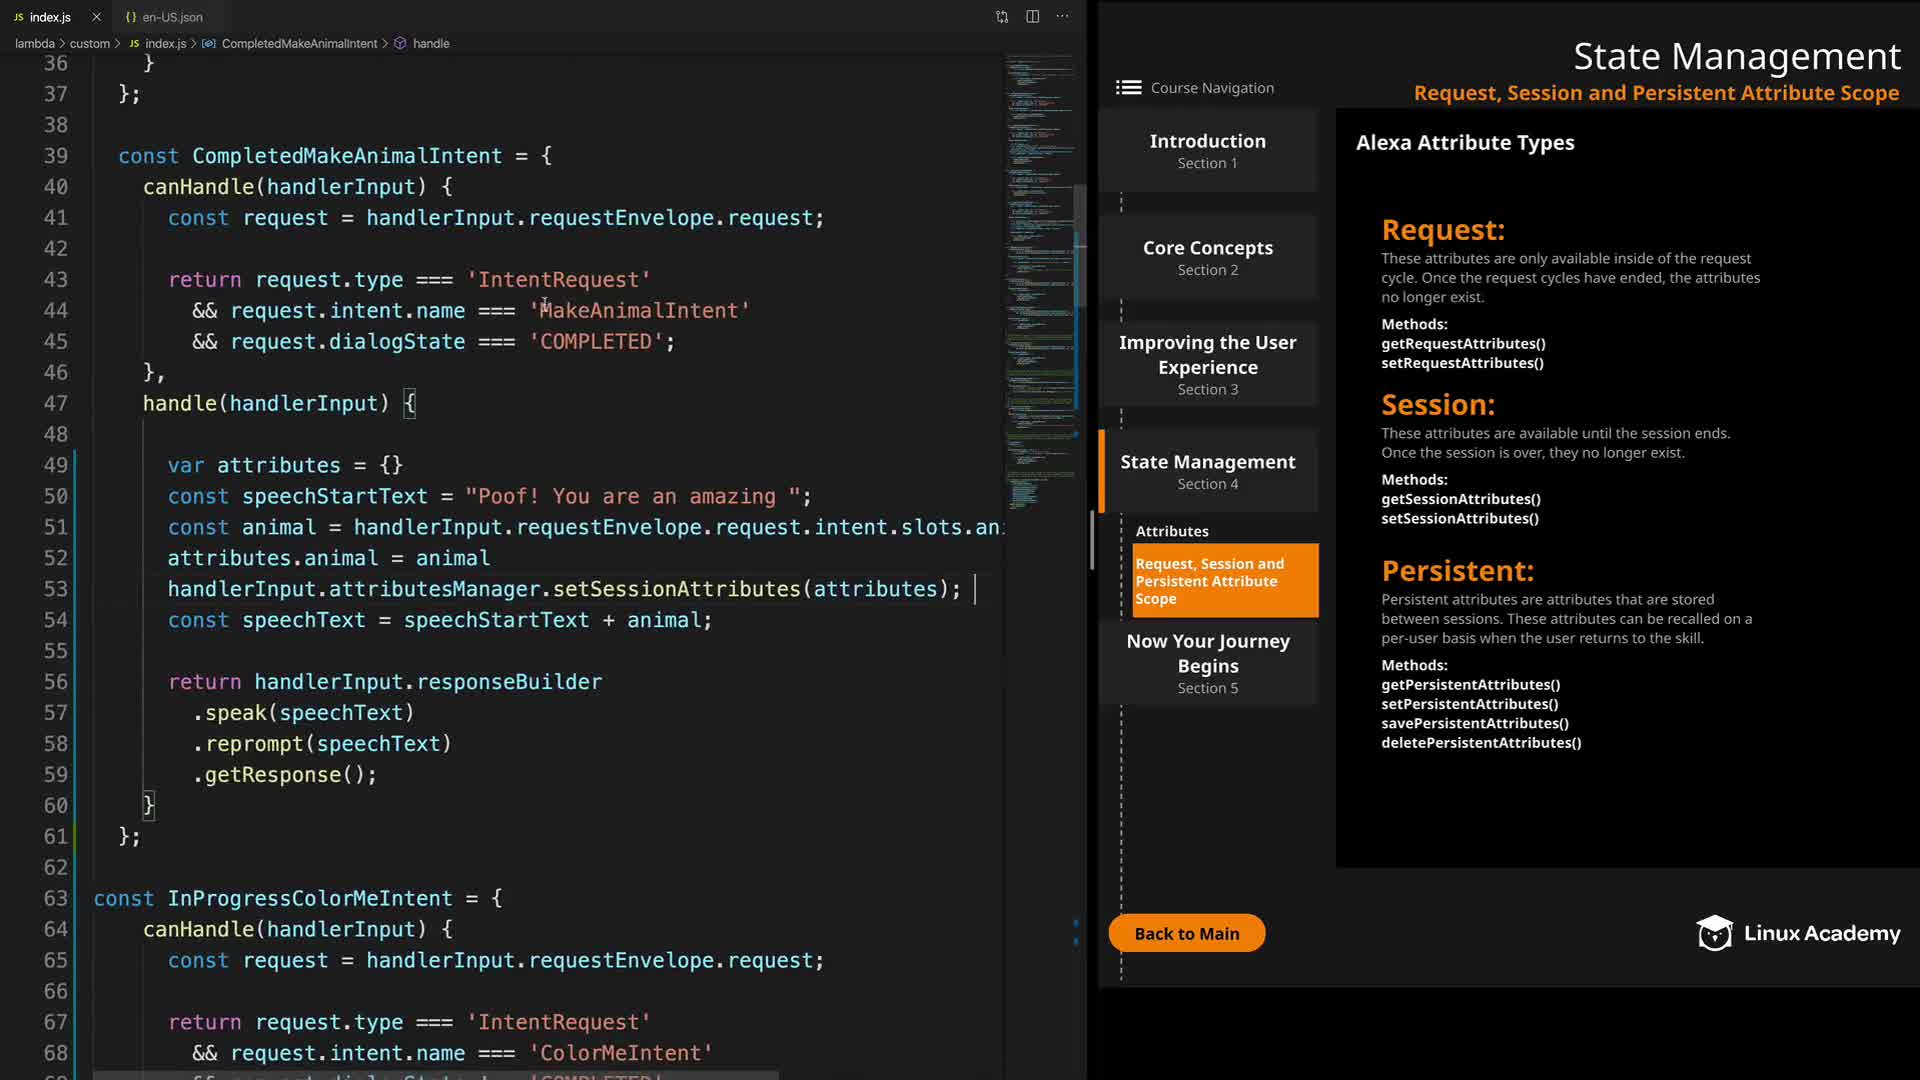 JS index.js
{} en-US.json
lambda > custom > JS index.js > CompletedMakeAnimalIntent > handle
36 }
37 };
38
39 const CompletedMakeAnimalIntent = {
40 canHandle(handlerInput) {
41 const request = handlerInput.requestEnvelope.request;
42
43 return request.type === 'IntentRequest'
44 && request.intent.name === 'MakeAnimalIntent'
45 && request.dialogState === 'COMPLETED';
46 },
47 handle(handlerInput) {
48
49 var attributes = {}
50 const speechStartText = "Poof! You are an amazing ";
51 const animal = handlerInput.requestEnvelope.request.intent.slots.an
52 attributes.animal = animal
53 handlerInput.attributesManager.setSessionAttributes(attributes);
54 const speechText = speechStartText + animal;
55
56 return handlerInput.responseBuilder
57 .speak(speechText)
58 .reprompt(speechText)
59 .getResponse();
60 }
61 };
62
63 const InProgressColorMeIntent = {
64 canHandle(handlerInput) {
65 const request = handlerInput.requestEnvelope.request;
66
67 return request.type === 'IntentRequest'
68 && request.intent.name === 'ColorMeIntent'
State Management
Request, Session and Persistent Attribute Scope
Course Navigation
Introduction
Section 1
Core Concepts
Section 2
Improving the User
Experience
Section 3
State Management
Section 4
Attributes
Request, Session and
Persistent Attribute
Scope
Now Your Journey
Begins
Section 5
Back to Main
Alexa Attribute Types
Request:
These attributes are only available inside of the request
cycle. Once the request cycles have ended, the attributes
no longer exist.
Methods:
getRequestAttributes()
setRequestAttributes()
Session:
These attributes are available until the session ends.
Once the session is over, they no longer exist.
Methods:
getSessionAttributes()
setSessionAttributes()
Persistent:
Persistent attributes are attributes that are stored
between sessions. These attributes can be recalled on a
per-user basis when the user returns to the skill.
Methods:
getPersistentAttributes()
setPersistentAttributes()
savePersistentAttributes()
deletePersistentAttributes()
Linux Academy